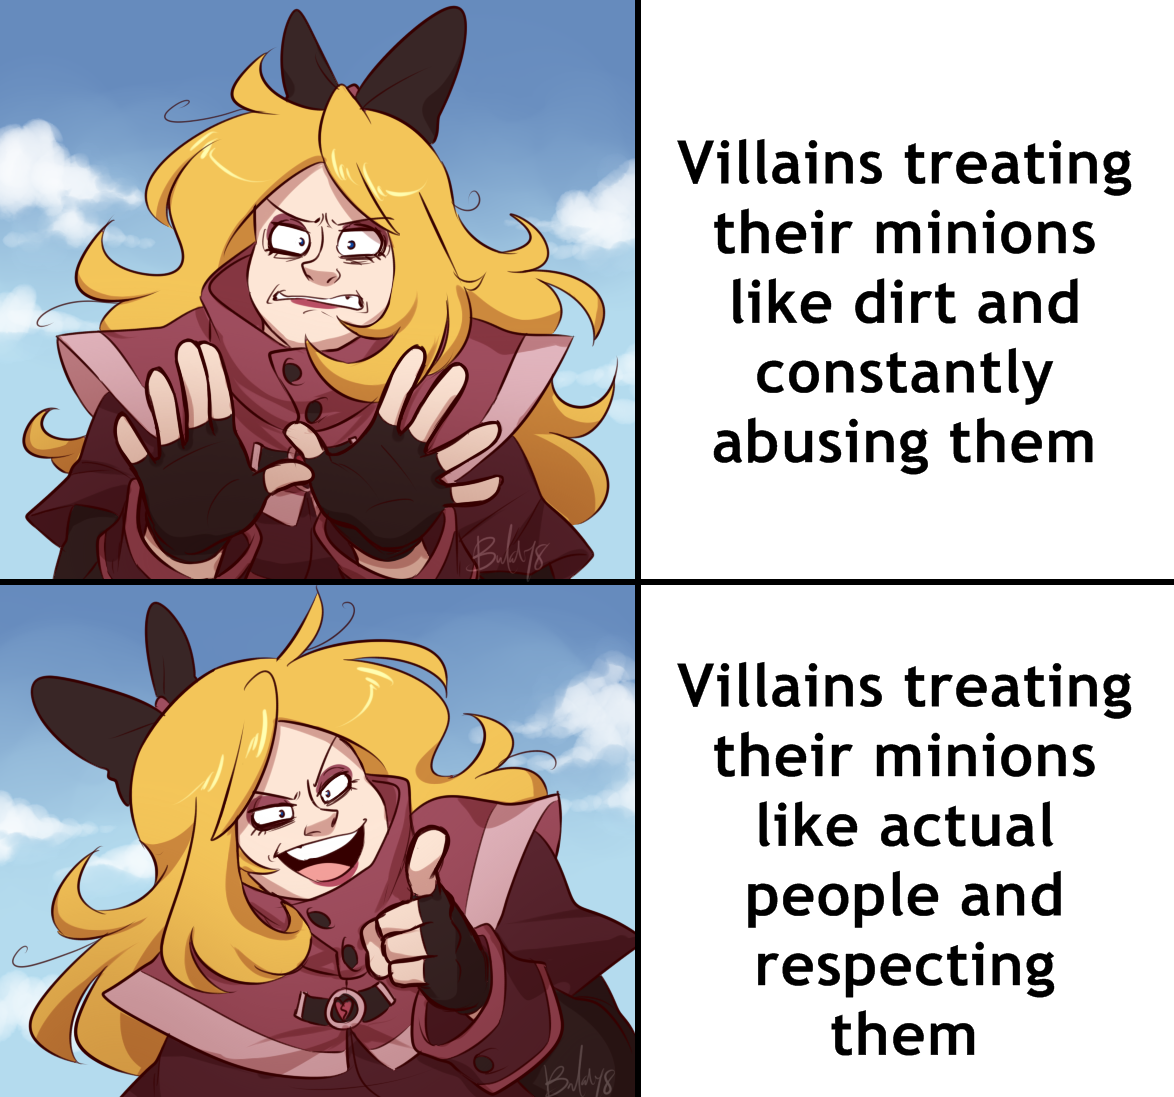 Villains treating
their minions
like dirt and
constantly
abusing them
Villains treating
their minions
like actual
people and
respecting
them